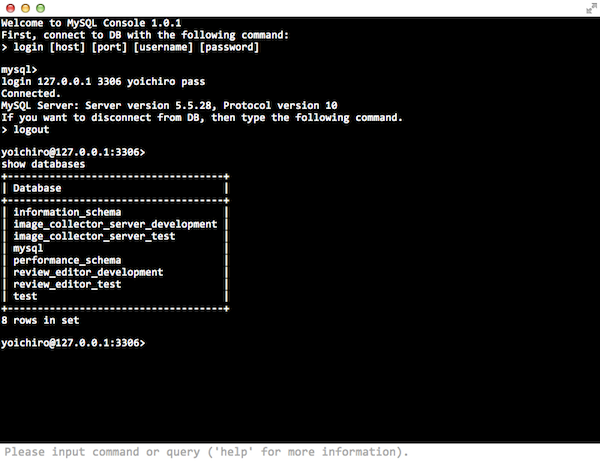 Welcome to MySQL Console 1.0.1
First, connect to DB with the following command:
> login [host] [port] [username] [password]
mysql>
login 127.0.0.1 3306 yoichiro pass
Connected.
MySQL Server: Server version 5.5.28, Protocol version 10
If you want to disconnect from DB, then type the following command.
> logout
yoichiro@127.0.0.1:3306>
show databases
+-----------------------------------+
| Database                          |
+-----------------------------------+
| information_schema                |
| image_collector_server_development |
| image_collector_server_test       |
| mysql                             |
| performance_schema                |
| review_editor_development         |
| review_editor_test                |
| test                              |
+-----------------------------------+
8 rows in set
yoichiro@127.0.0.1:3306>
Please input command or query ('help' for more information).